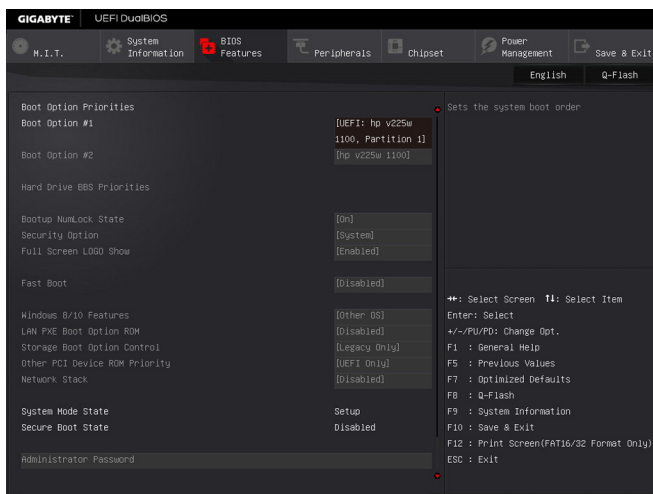 GIGABYTE™ UEFI DualBIOS
M.I.T.
System Information
BIOS Features
Peripherals
Chipset
Power Management
Save & Exit
English Q-Flash
Boot Option Priorities
Boot Option #1 [UEFI: hp v225w 1100, Partition 1]
Boot Option #2 [hp v225w 1100]
Hard Drive BBS Priorities
Bootup NumLock State [On]
Security Option [System]
Full Screen LOGO Show [Enabled]
Fast Boot [Disabled]
Windows 8/10 Features [Other OS]
LAN PXE Boot Option ROM [Disabled]
Storage Boot Option Control [Legacy Only]
Other PCI Device ROM Priority [UEFI Only]
Network Stack [Disabled]
System Mode State Setup
Secure Boot State Disabled
Administrator Password
Sets the system boot order
→←: Select Screen ↑↓: Select Item
Enter: Select
+/-/PU/PD: Change Opt.
F1 : General Help
F5 : Previous Values
F7 : Optimized Defaults
F8 : Q-Flash
F9 : System Information
F10 : Save & Exit
F12 : Print Screen(FAT16/32 Format Only)
ESC : Exit